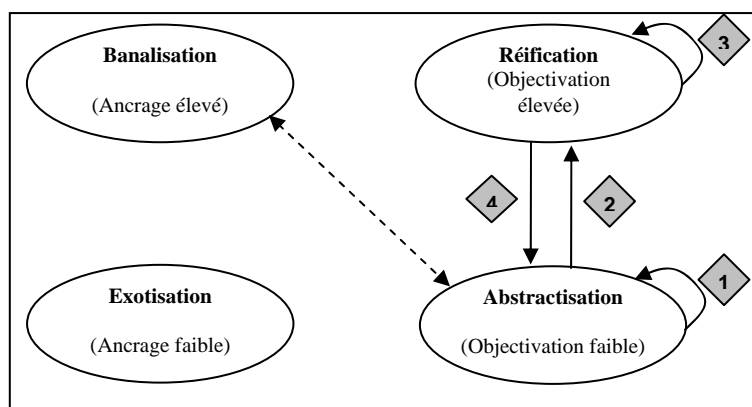 Banalisation
(Ancrage élevé)
Réification
(Objectivation
élevée)
3
4
2
Exotisation
(Ancrage faible)
Abstractisation
(Objectivation faible)
1